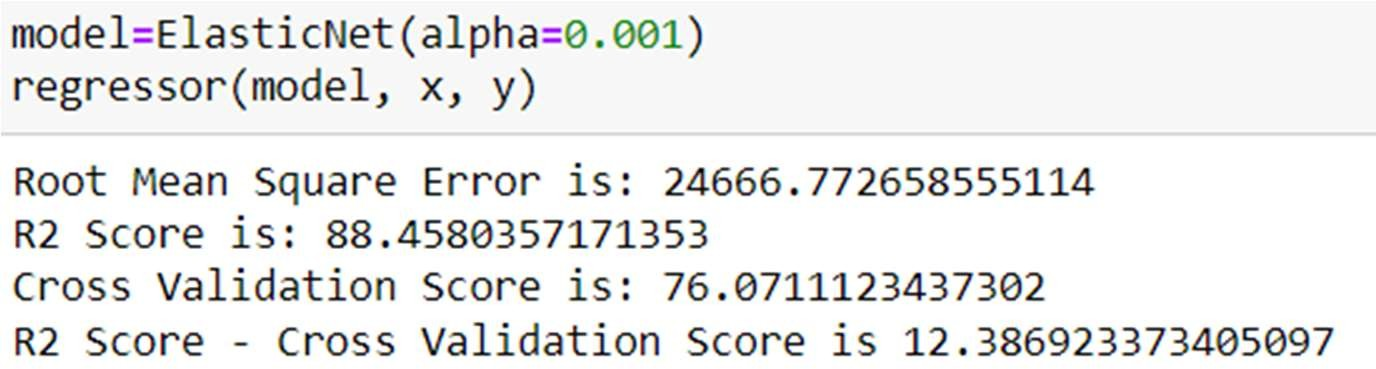 model=ElasticNet(alpha=0.001)
regressor(model, x, y)
Root Mean Square Error is: 24666.772658555114
R2 Score is: 88.4580357171353
Cross Validation Score is: 76.0711123437302
R2 Score - Cross Validation Score is 12.386923373405097